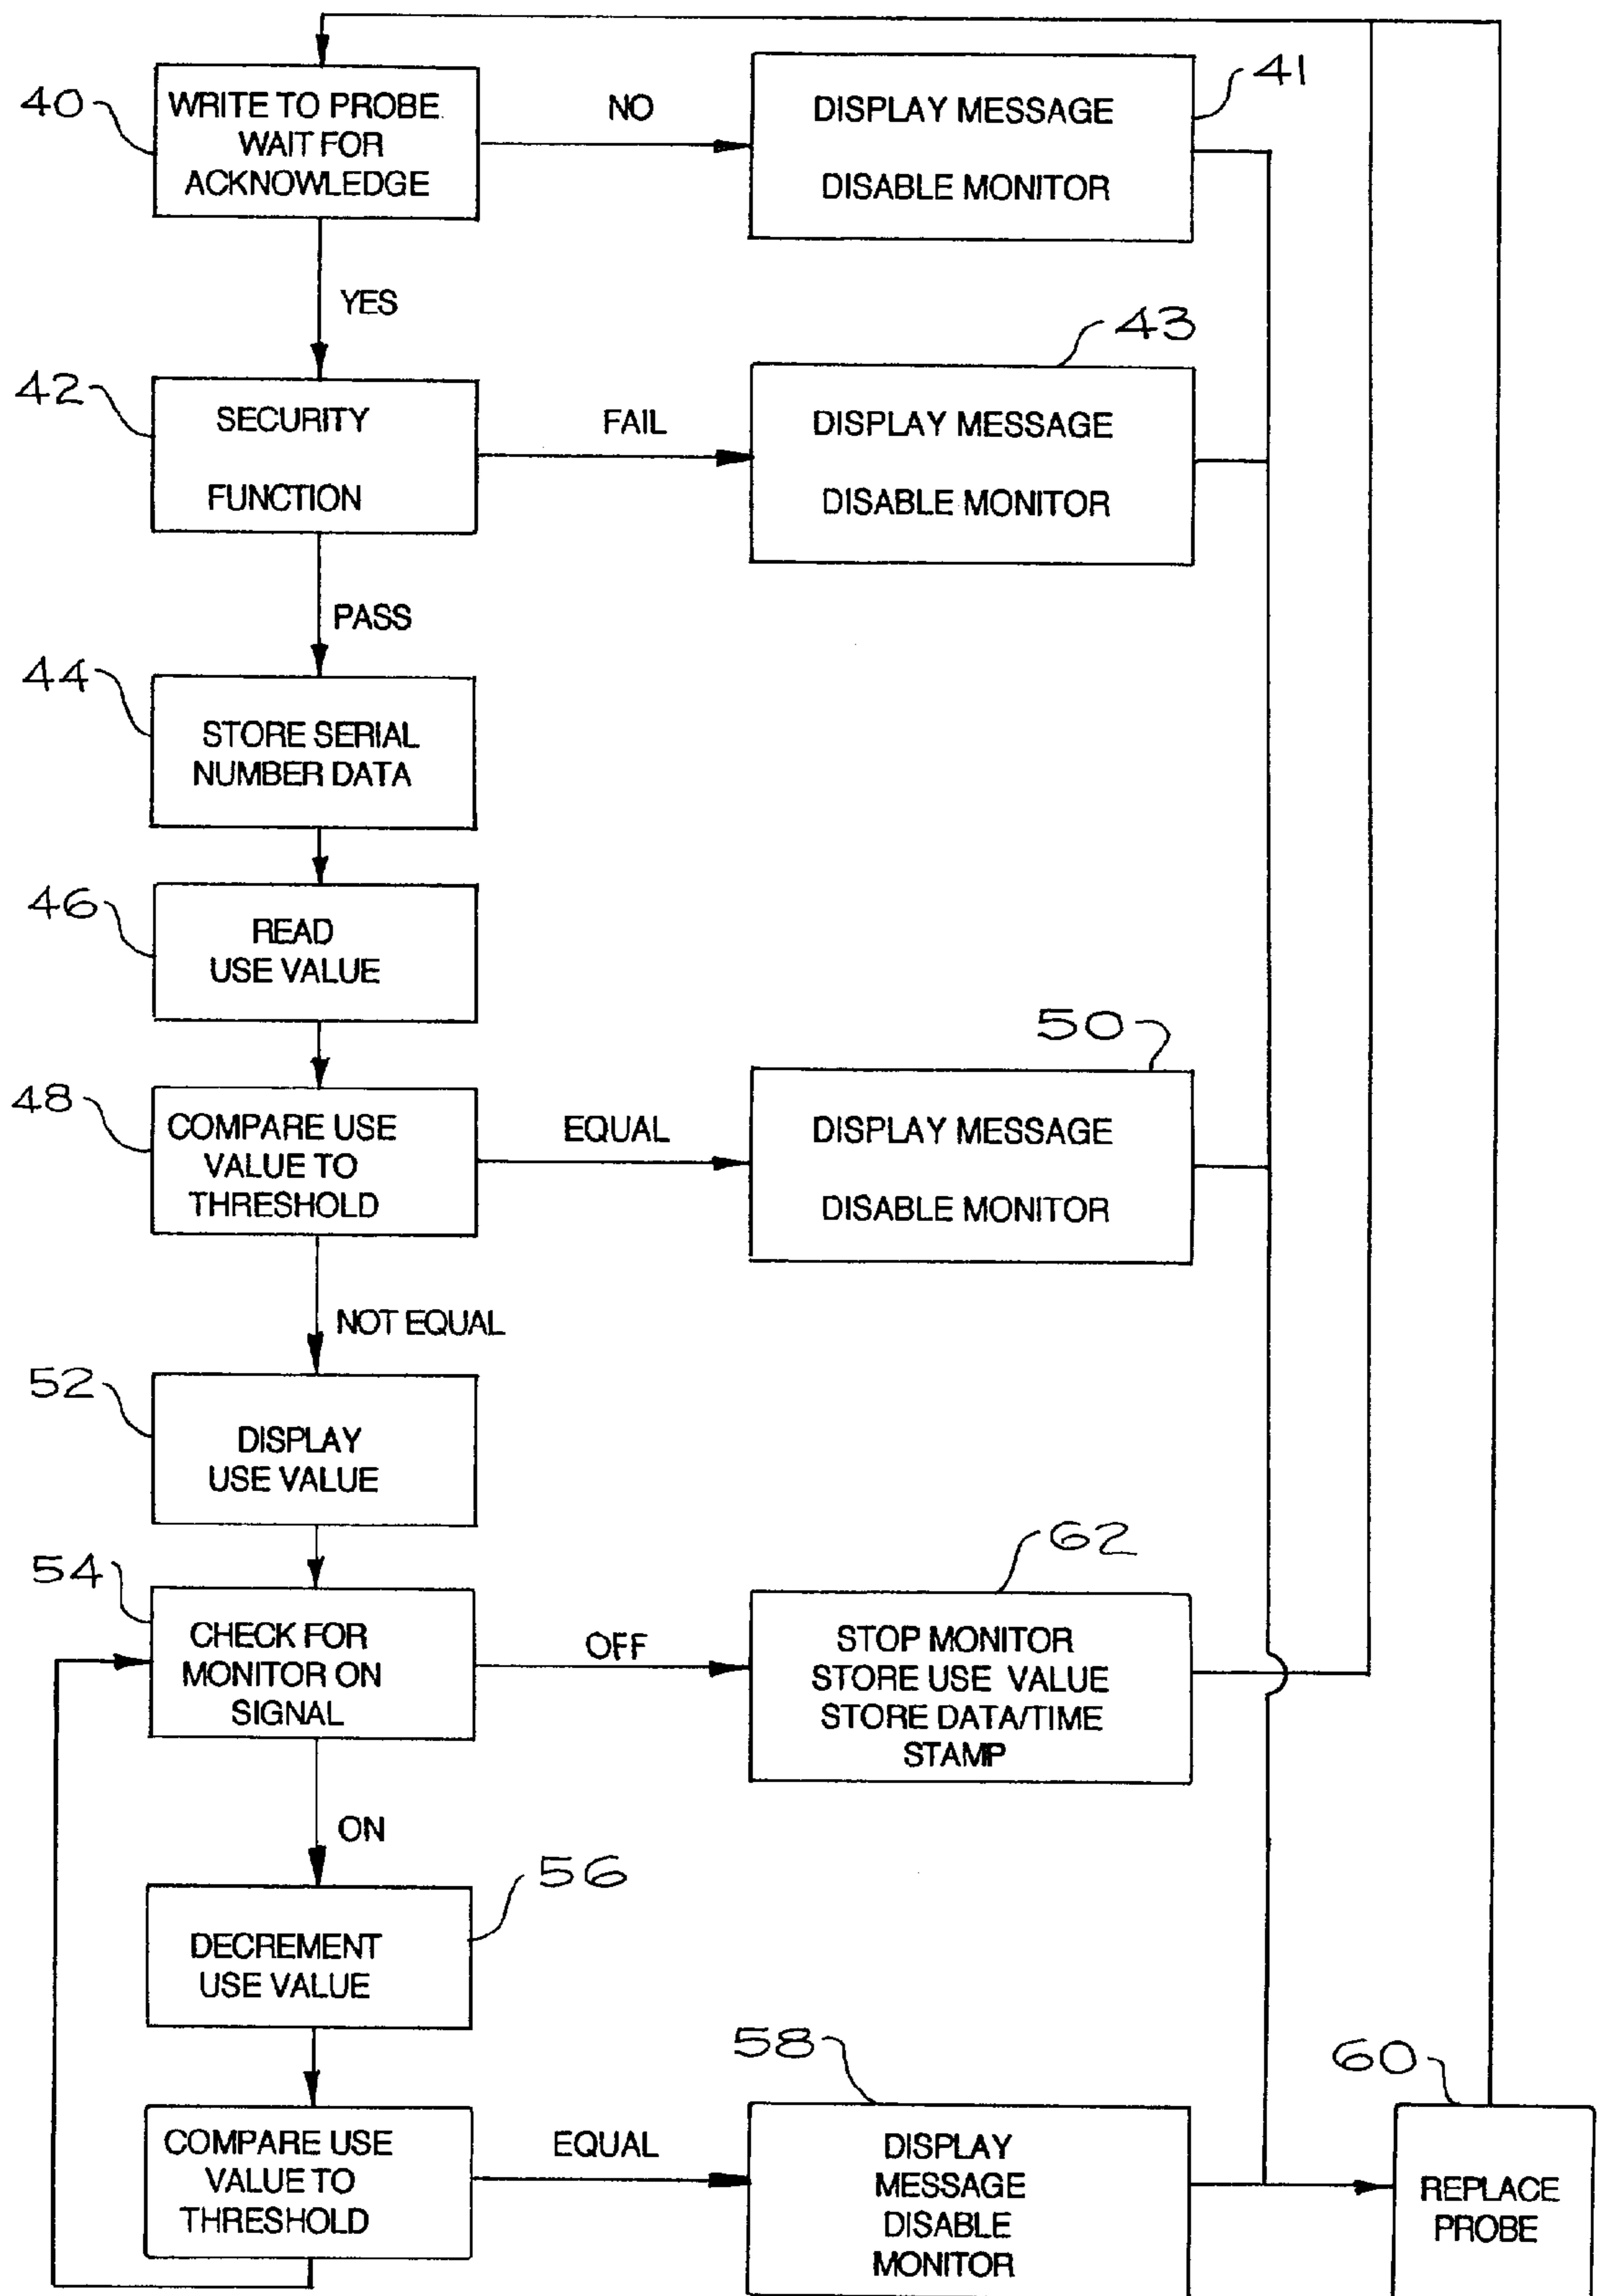 40
WRITE TO PROBE
WAIT FOR
ACKNOWLEDGE
NO
41
DISPLAY MESSAGE
DISABLE MONITOR
YES
42
SECURITY
FUNCTION
FAIL
43
DISPLAY MESSAGE
DISABLE MONITOR
PASS
44
STORE SERIAL
NUMBER DATA
46
READ
USE VALUE
48
COMPARE USE
VALUE TO
THRESHOLD
EQUAL
50
DISPLAY MESSAGE
DISABLE MONITOR
NOT EQUAL
52
DISPLAY
USE VALUE
54
CHECK FOR
MONITOR ON
SIGNAL
OFF
62
STOP MONITOR
STORE USE VALUE
STORE DATA/TIME
STAMP
ON
56
DECREMENT
USE VALUE
COMPARE USE
VALUE TO
THRESHOLD
EQUAL
58
DISPLAY
MESSAGE
DISABLE
MONITOR
60
REPLACE
PROBE